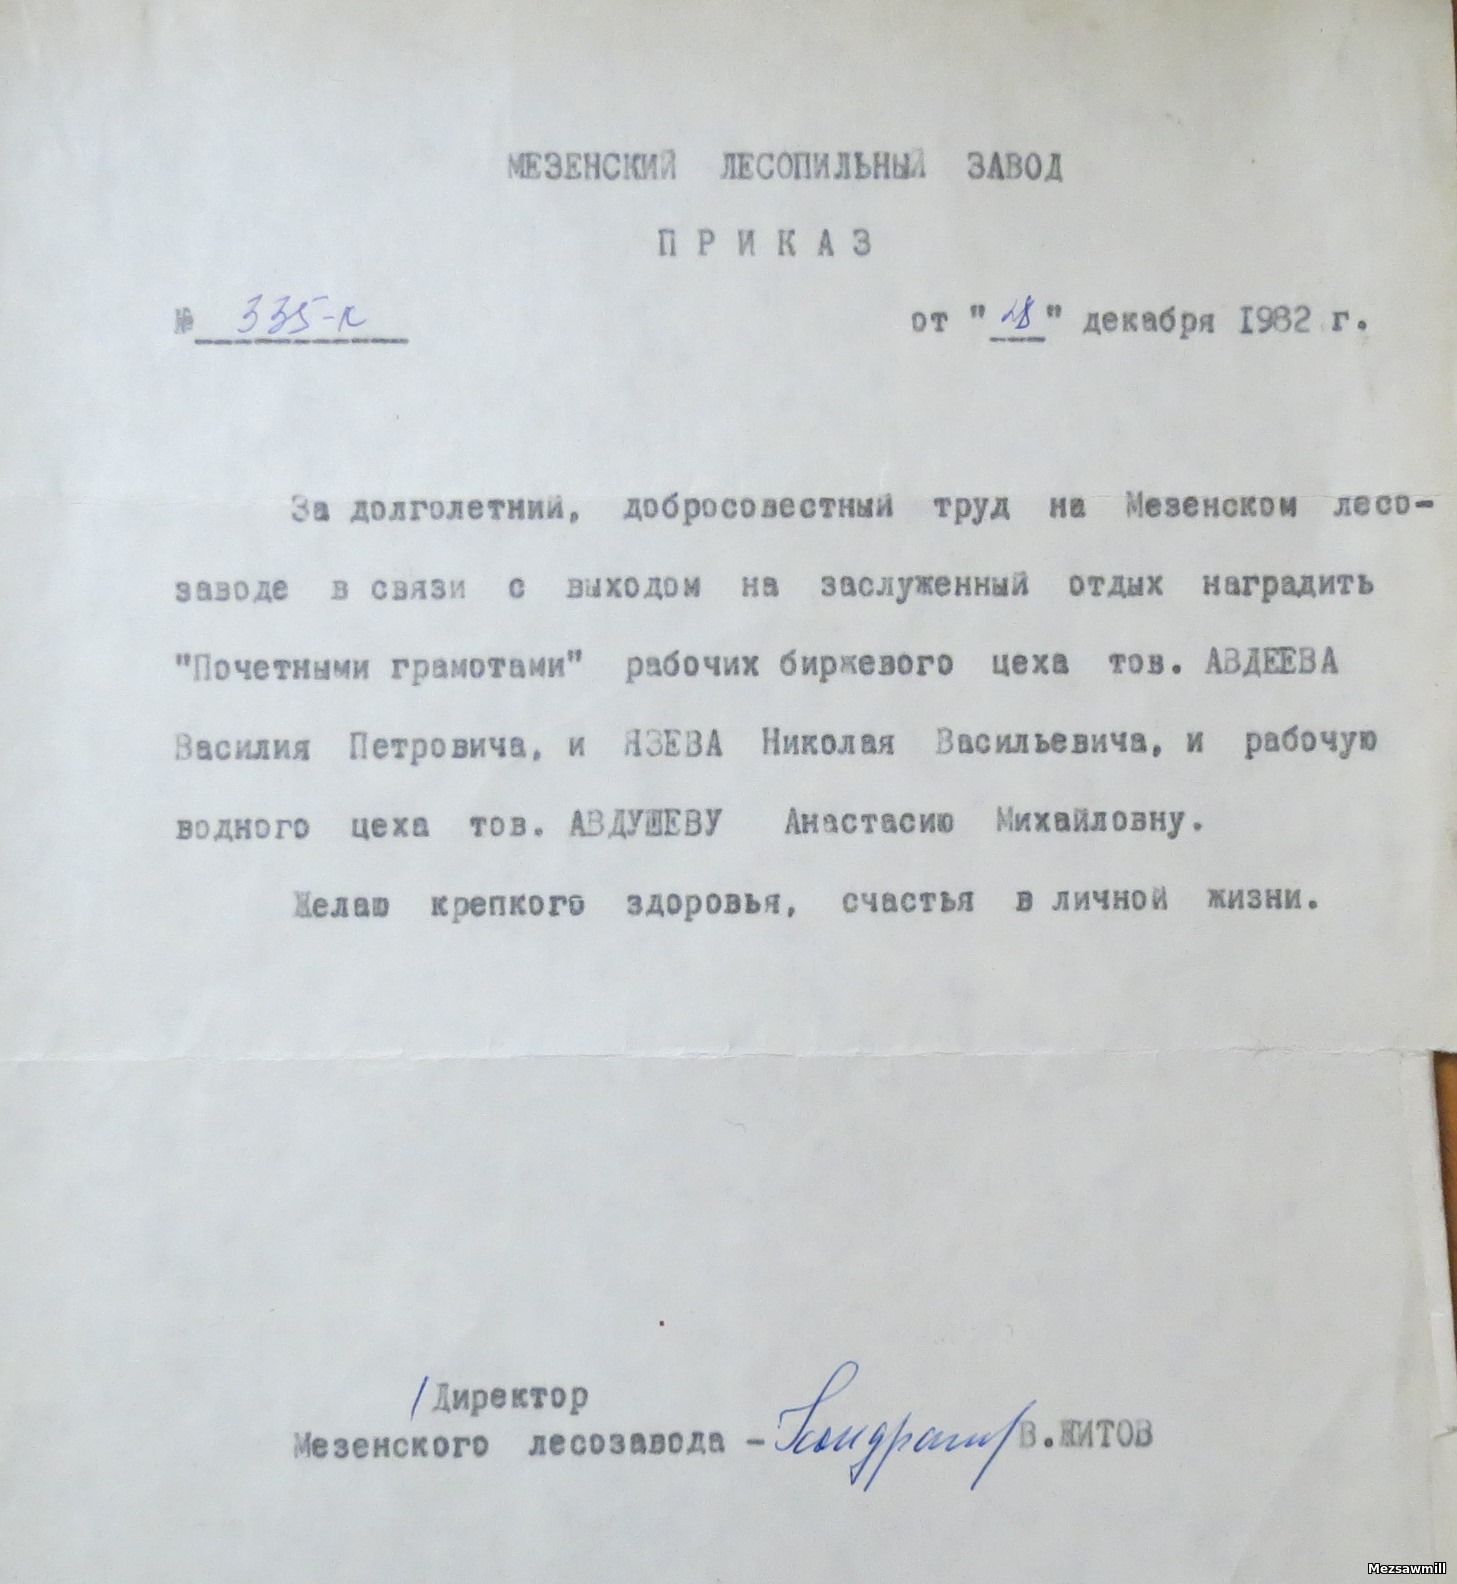 МЕЗЕНСКИЙ ЛЕСОПИЛЬНЫЙ ЗАВОД
П Р И К А З
№ 335-к от "28" декабря 1982 г.
За долголетний, добросовестный труд на Мезенском лесо-
заводе в связи с выходом на заслуженный отдых наградить
"Почетными грамотами" рабочих биржевого цеха тов. АВДЕЕВА
Василия Петровича, и ЯЗЕВА Николая Васильевича, и рабочую
водного цеха тов. АВДУШЕВУ Анастасию Михайловну.
Желаю крепкого здоровья, счастья в личной жизни.
/Директор
Мезенского лесозавода - В.ЖИТОВ
Mezsawmill